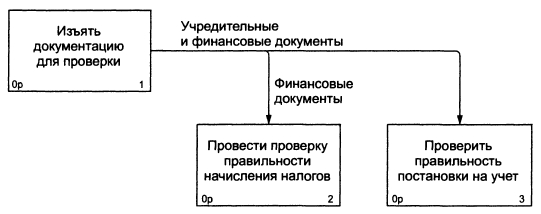 Изъять
документацию
для проверки
0р 1
Учредительные
и финансовые документы
Финансовые
документы
Провести проверку
правильности
начисления налогов
0р 2
Проверить
правильность
постановки на учет
0р 3